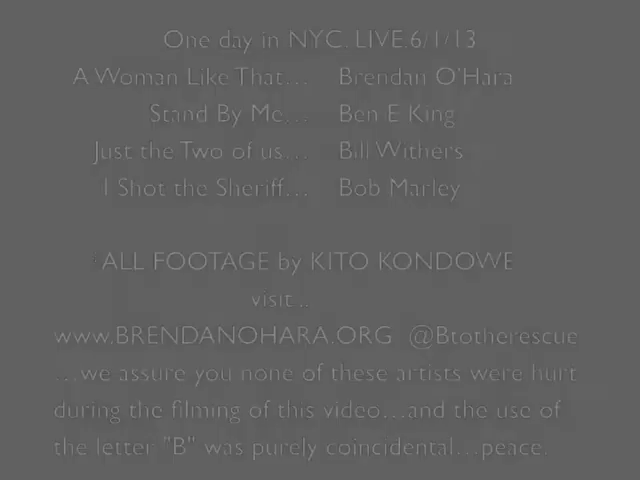 One day in NYC. LIVE.6/1/13
A Woman Like That... Brendan O'Hara
Stand By Me... Ben E King
Just the Two of us... Bill Withers
I Shot the Sheriff... Bob Marley
*ALL FOOTAGE by KITO KONDOWE
visit...
www.BRENDANOHARA.ORG @Btotherescue
...we assure you none of these artists were hurt
during the filming of this video...and the use of
the letter "B" was purely coincidental...peace.